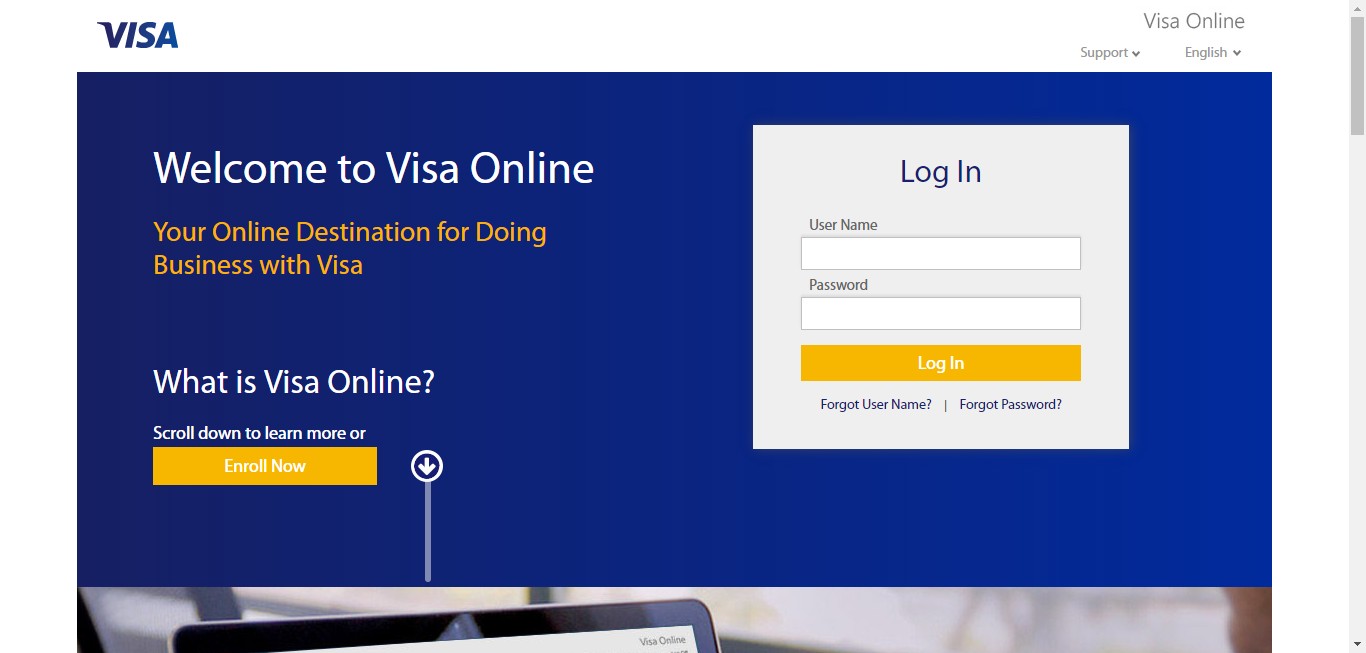 VISA
Visa Online
Support
English
Welcome to Visa Online
Your Online Destination for Doing
Business with Visa
What is Visa Online?
Scroll down to learn more or
Enroll Now
Log In
User Name
Password
Log In
Forgot User Name? | Forgot Password?
Visa Online